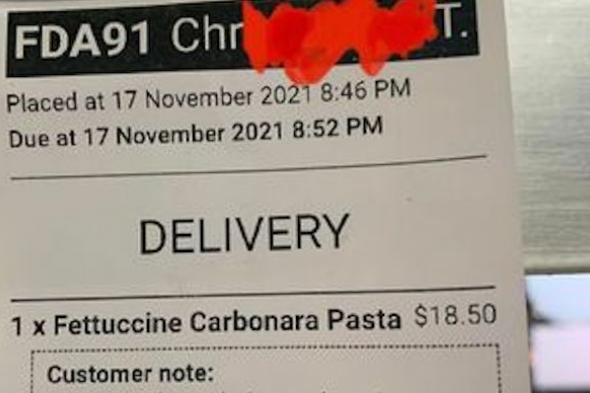 FDA91 Chr T.
Placed at 17 November 2021 8:46 PM
Due at 17 November 2021 8:52 PM
DELIVERY
1 x Fettuccine Carbonara Pasta $18.50
Customer note: